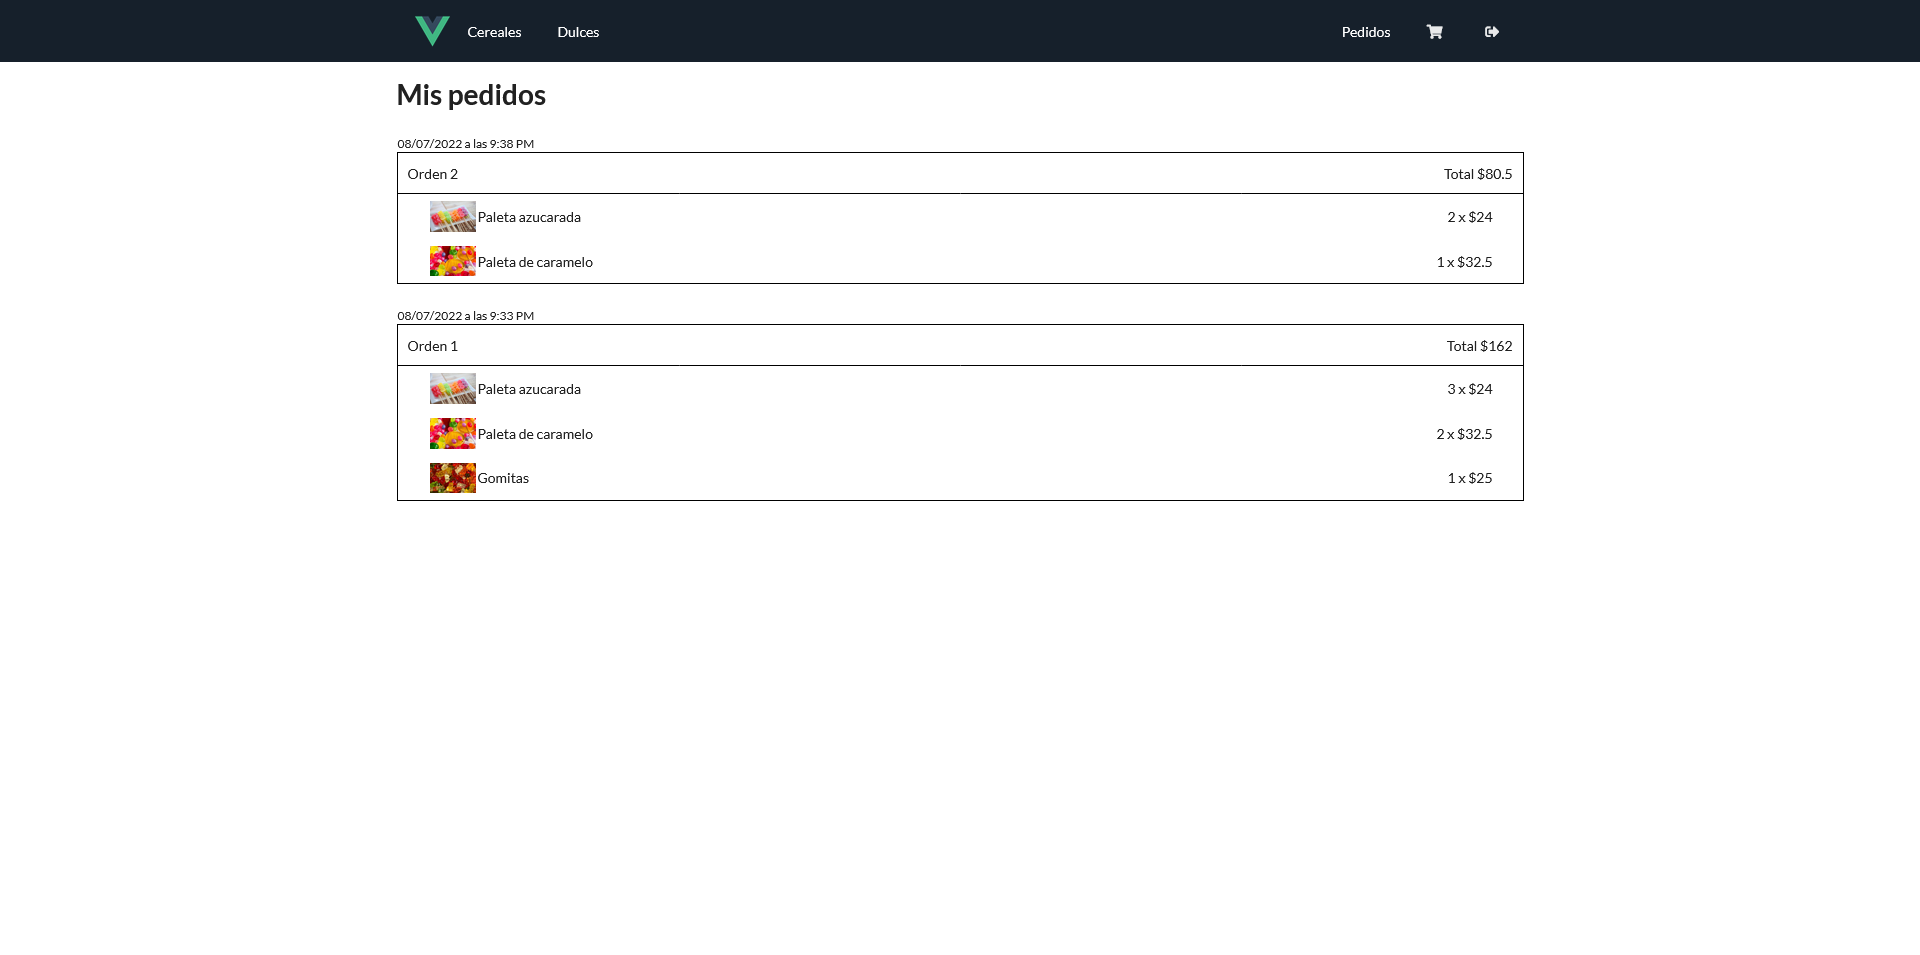 Cereales Dulces Pedidos
Mis pedidos
08/07/2022 a las 9:38 PM
Orden 2 Total $80.5
Paleta azucarada 2 x $24
Paleta de caramelo 1 x $32.5
08/07/2022 a las 9:33 PM
Orden 1 Total $162
Paleta azucarada 3 x $24
Paleta de caramelo 2 x $32.5
Gomitas 1 x $25